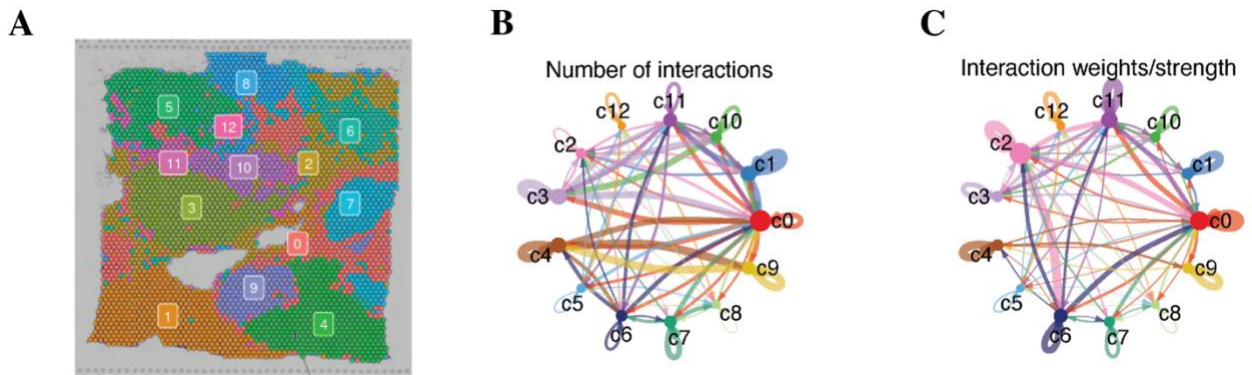 A
B
C
8
5
12
6
11
10
2
3
7
0
9
1
4
Number of interactions
c11
c12
c10
c2
c1
c3
c0
c4
c9
c5
c8
c6
c7
Interaction weights/strength
c11
c12
c10
c2
c1
c3
c0
c4
c9
c5
c8
c6
c7